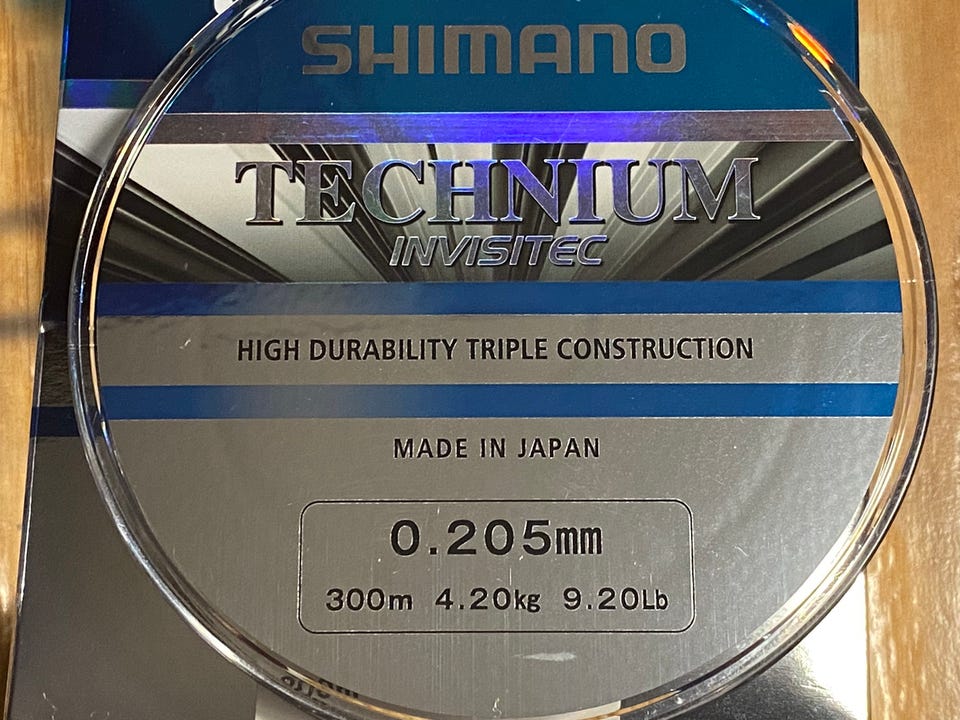 SHIMANO
TECHNIUM
INVISITEC
HIGH DURABILITY TRIPLE CONSTRUCTION
MADE IN JAPAN
0.205mm
300m 4.20kg 9.20Lb